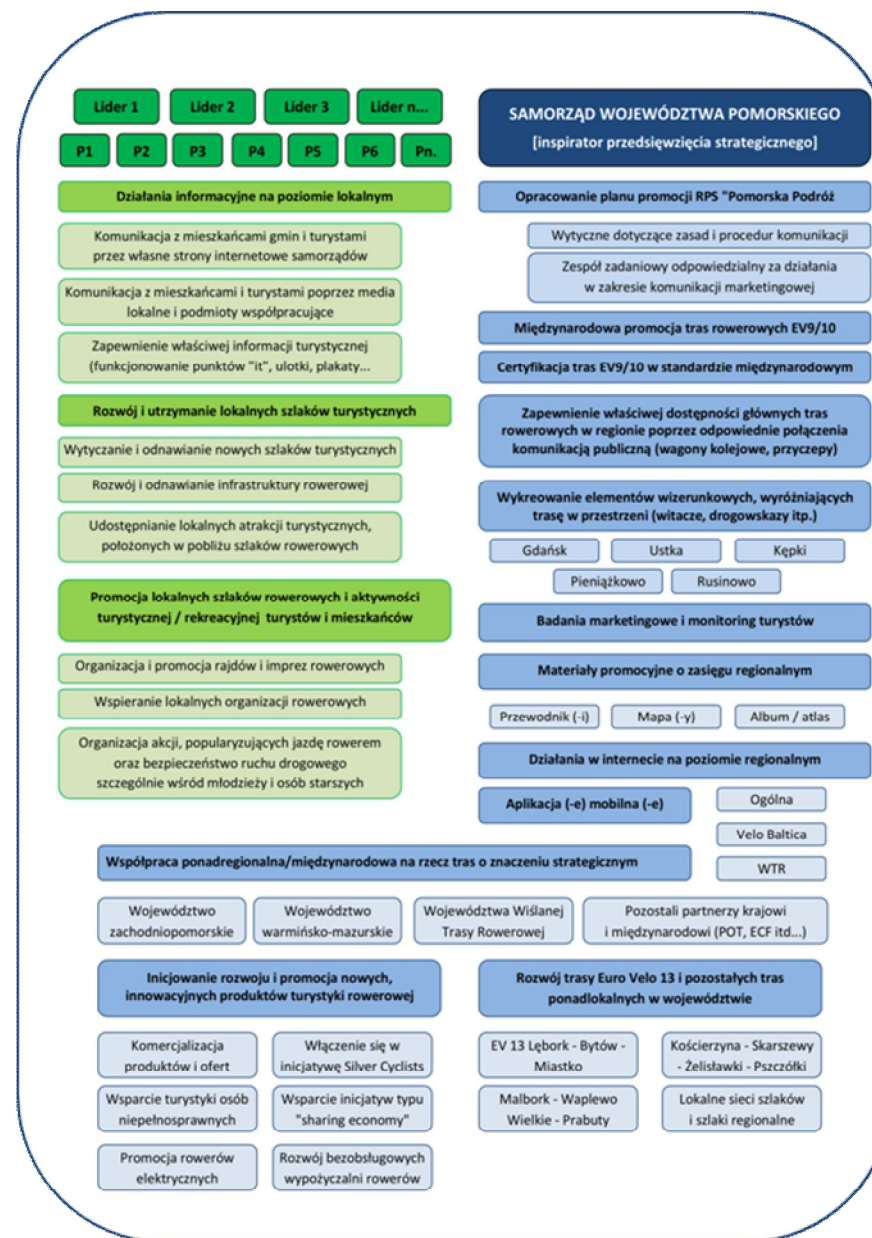 Lider 1
Lider 2
Lider 3
Lider n...
P1
P2
P3
P4
P5
P6
Pn.
Działania informacyjne na poziomie lokalnym
Komunikacja z mieszkańcami gmin i turystami
przez własne strony internetowe samorządów
Komunikacja z mieszkańcami i turystami poprzez media
lokalne i podmioty współpracujące
Zapewnienie właściwej informacji turystycznej
(funkcjonowanie punktów "it", ulotki, plakaty...
Rozwój i utrzymanie lokalnych szlaków turystycznych
Wytyczanie i odnawianie nowych szlaków turystycznych
Rozwój i odnawianie infrastruktury rowerowej
Udostępnianie lokalnych atrakcji turystycznych,
położonych w pobliżu szlaków rowerowych
Promocja lokalnych szlaków rowerowych i aktywności
turystycznej / rekreacyjnej turystów i mieszkańców
Organizacja i promocja rajdów i imprez rowerowych
Wspieranie lokalnych organizacji rowerowych
Organizacja akcji, popularyzujących jazdę rowerem
oraz bezpieczeństwo ruchu drogowego
szczególnie wśród młodzieży i osób starszych
SAMORZĄD WOJEWÓDZTWA POMORSKIEGO
[inspirator przedsięwzięcia strategicznego]
Opracowanie planu promocji RPS "Pomorska Podróż
Wytyczne dotyczące zasad i procedur komunikacji
Zespół zadaniowy odpowiedzialny za działania
w zakresie komunikacji marketingowej
Międzynarodowa promocja tras rowerowych EV9/10
Certyfikacja tras EV9/10 w standardzie międzynarodowym
Zapewnienie właściwej dostępności głównych tras
rowerowych w regionie poprzez odpowiednie połączenia
komunikacją publiczną (wagony kolejowe, przyczepy)
Wykreowanie elementów wizerunkowych, wyróżniających
trasę w przestrzeni (witacze, drogowskazy itp.)
Gdańsk
Ustka
Kępki
Pieniążkowo
Rusinowo
Badania marketingowe i monitoring turystów
Materiały promocyjne o zasięgu regionalnym
Przewodnik (-i)
Mapa (-y)
Album / atlas
Działania w internecie na poziomie regionalnym
Aplikacja (-e) mobilna (-e)
Ogólna
Velo Baltica
WTR
Współpraca ponadregionalna/międzynarodowa na rzecz tras o znaczeniu strategicznym
Województwo
zachodniopomorskie
Województwo
warmińsko-mazurskie
Województwa Wiślanej
Trasy Rowerowej
Pozostali partnerzy krajowi
i międzynarodowi (POT, ECF itd...)
Inicjowanie rozwoju i promocja nowych,
innowacyjnych produktów turystyki rowerowej
Komercjalizacja
produktów i ofert
Włączenie się w
inicjatywę Silver Cyclists
Wsparcie turystyki osób
niepełnosprawnych
Wsparcie inicjatyw typu
"sharing economy"
Promocja rowerów
elektrycznych
Rozwój bezobsługowych
wypożyczalni rowerów
Rozwój trasy Euro Velo 13 i pozostałych tras
ponadlokalnych w województwie
EV 13 Lębork - Bytów -
Miastko
Kościerzyna - Skarszewy
- Żelisławki - Pszczółki
Malbork - Waplewo
Wielkie - Prabuty
Lokalne sieci szlaków
i szlaki regionalne